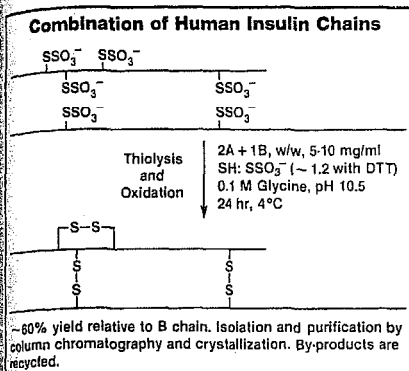 Combination of Human Insulin Chains
SSO3⁻ SSO3⁻
SSO3⁻ SSO3⁻
SSO3⁻ SSO3⁻
Thiolysis
and
Oxidation
2A + 1B, w/w, 5-10 mg/ml
SH: SSO3⁻ (~ 1.2 with DTT)
0.1 M Glycine, pH 10.5
24 hr, 4°C
S-S
S S
S S
~60% yield relative to B chain. Isolation and purification by
column chromatography and crystallization. By-products are
recycled.